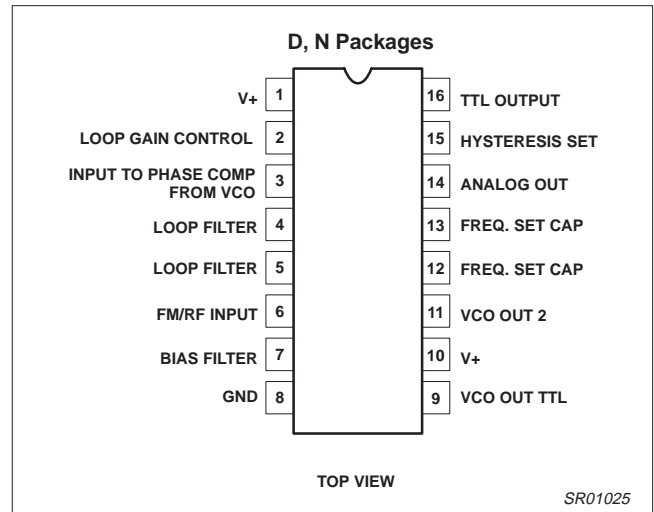 D, N Packages
V+ 1
LOOP GAIN CONTROL 2
INPUT TO PHASE COMP
FROM VCO 3
LOOP FILTER 4
LOOP FILTER 5
FM/RF INPUT 6
BIAS FILTER 7
GND 8
16 TTL OUTPUT
15 HYSTERESIS SET
14 ANALOG OUT
13 FREQ. SET CAP
12 FREQ. SET CAP
11 VCO OUT 2
10 V+
9 VCO OUT TTL
TOP VIEW
SR01025